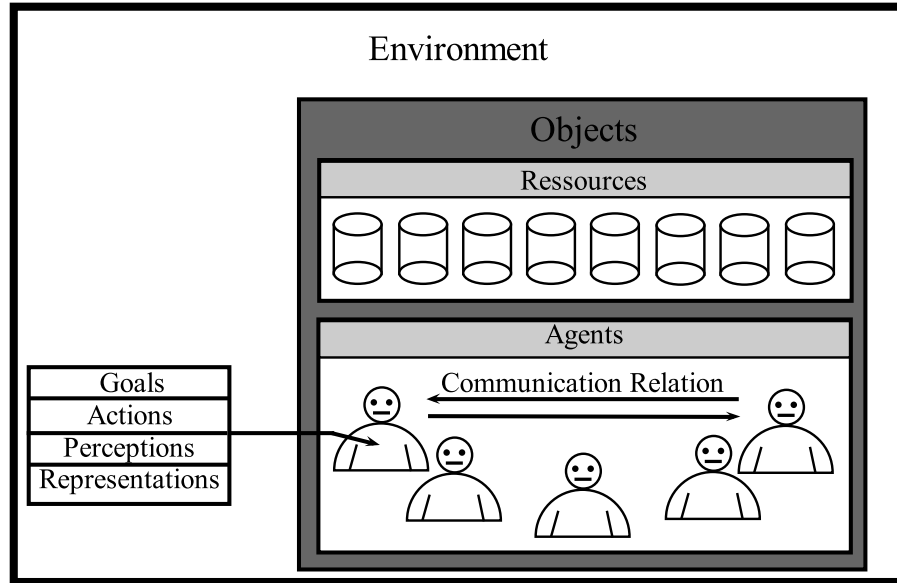 Environment
Objects
Ressources
Agents
Communication Relation
Goals
Actions
Perceptions
Representations